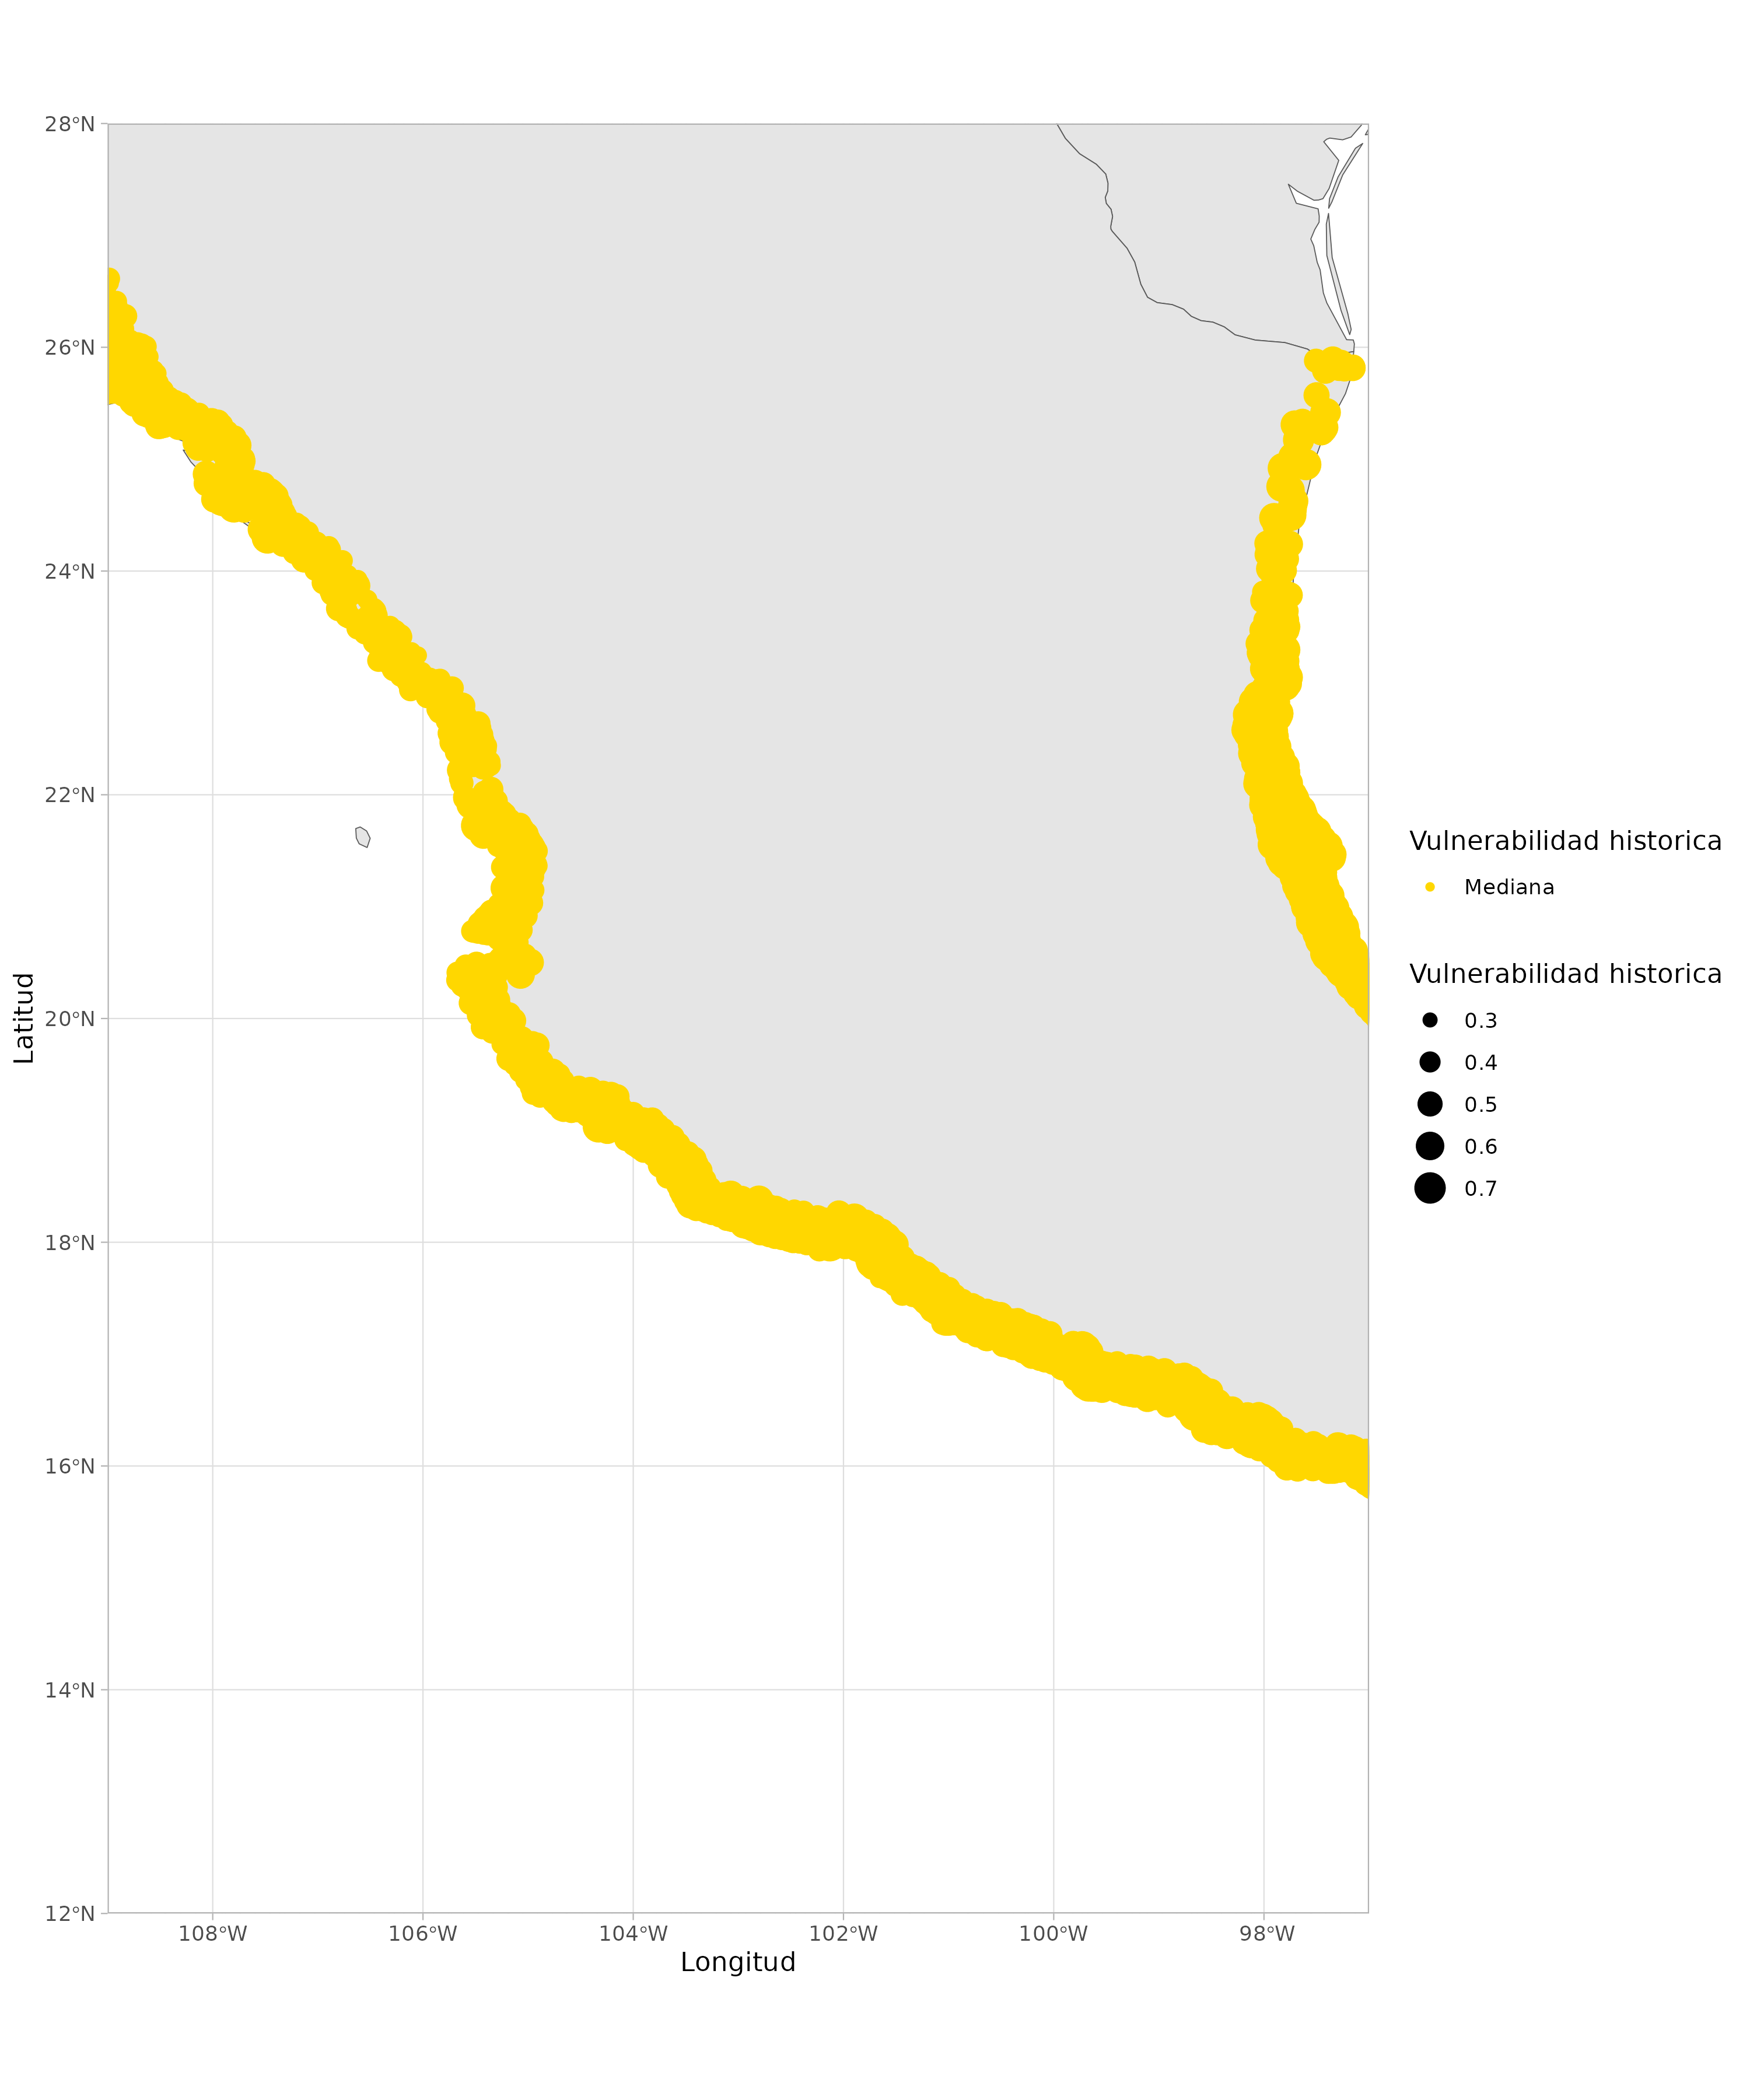 28°N
26°N
24°N
22°N
20°N
18°N
16°N
14°N
12°N
108°W
106°W
104°W
102°W
100°W
98°W
Longitud
Latitud
Vulnerabilidad historica
Mediana
Vulnerabilidad historica
0.3
0.4
0.5
0.6
0.7